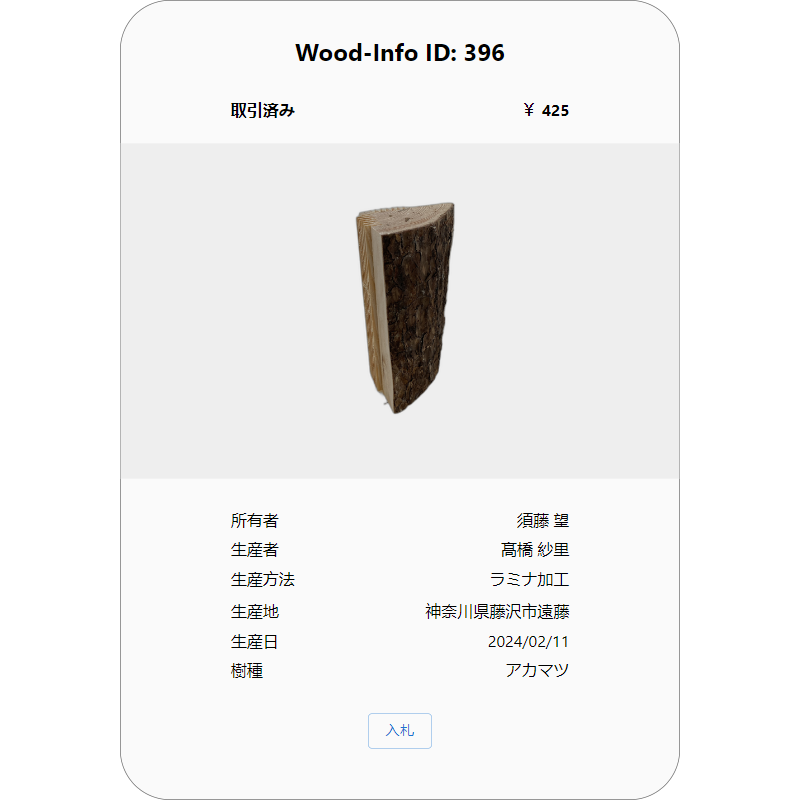 Wood-Info ID: 396
取引済み ¥ 425
所有者 須藤 望
生産者 髙橋 紗里
生産方法 ラミナ加工
生産地 神奈川県藤沢市遠藤
生産日 2024/02/11
樹種 アカマツ
入札